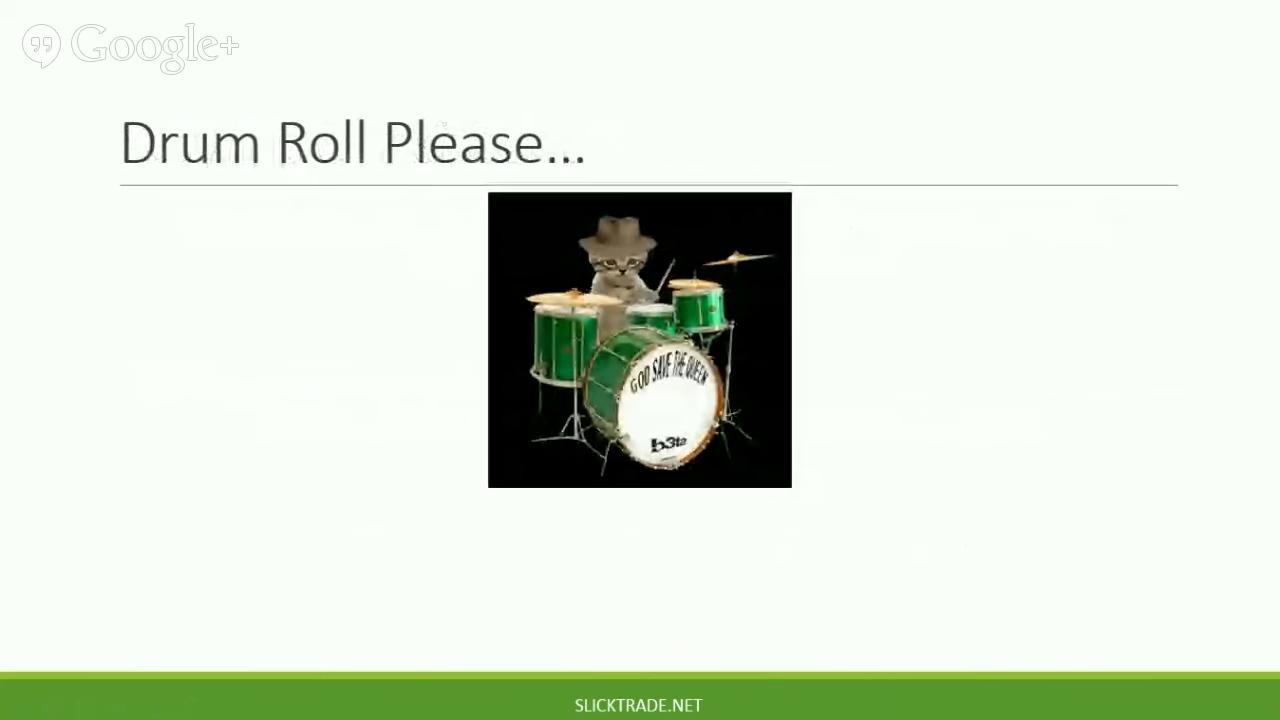 Google+
Drum Roll Please...
GOD SAVE THE QUEEN
b3ta
SLICKTRADE.NET